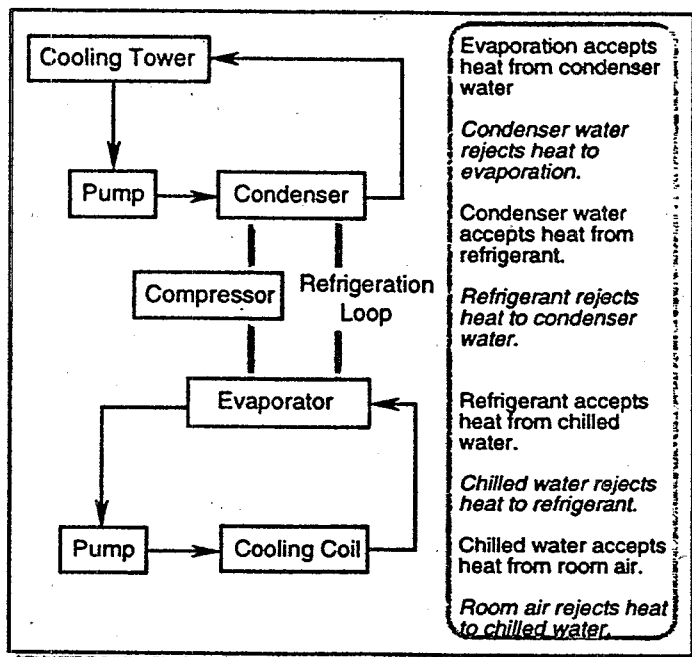 Cooling Tower
Pump
Condenser
Compressor
Refrigeration
Loop
Evaporator
Pump
Cooling Coil
Evaporation accepts
heat from condenser
water
Condenser water
rejects heat to
evaporation.
Condenser water
accepts heat from
refrigerant.
Refrigerant rejects
heat to condenser
water.
Refrigerant accepts
heat from chilled
water.
Chilled water rejects
heat to refrigerant.
Chilled water accepts
heat from room air.
Room air rejects heat
to chilled water.